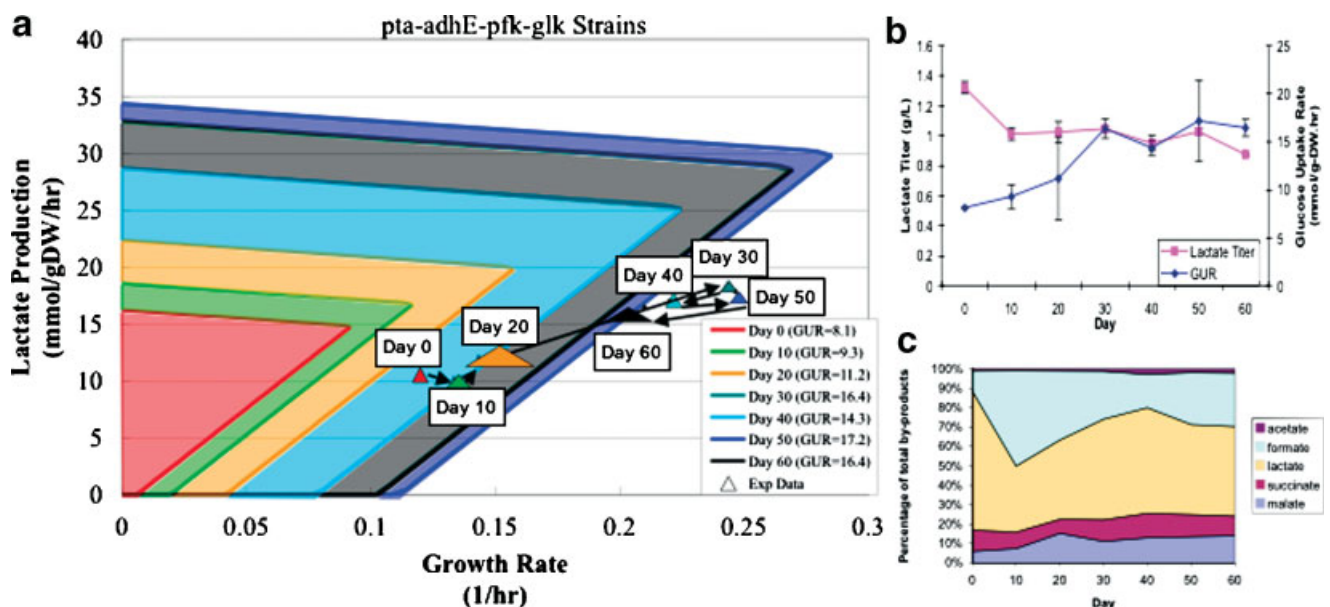 a
pta-adhE-pfk-glk Strains
Lactate Production
(mmol/gDW/hr)
40
35
30
25
20
15
10
5
0
0
0.1
0.15
0.2
0.25
0.3
Growth Rate
(1/hr)
Day 0
Day 10
Day 20
Day 40
Day 30
Day 50
Day 60
Day 0 (GUR=8.1)
Day 10 (GUR=9.3)
Day 20 (GUR=11.2)
Day 30 (GUR=16.4)
Day 40 (GUR=14.3)
Day 50 (GUR=17.2)
Day 60 (GUR=16.4)
Exp Data
b
Lactate Titer (g/L)
1.6
1.4
1.2
1
0.8
0.6
0.4
0.2
0
25
20
15
10
5
0
Glucose Uptake Rate
(mmol/g-DW.hr)
Lactate Titer
GUR
0 10 20 30 40 50 60
Day
c
Percentage of total by-products
100%
90%
80%
70%
60%
50%
40%
30%
20%
10%
0%
0 10 20 30 40 50 60
Day
acetate
formate
lactate
succinate
malate